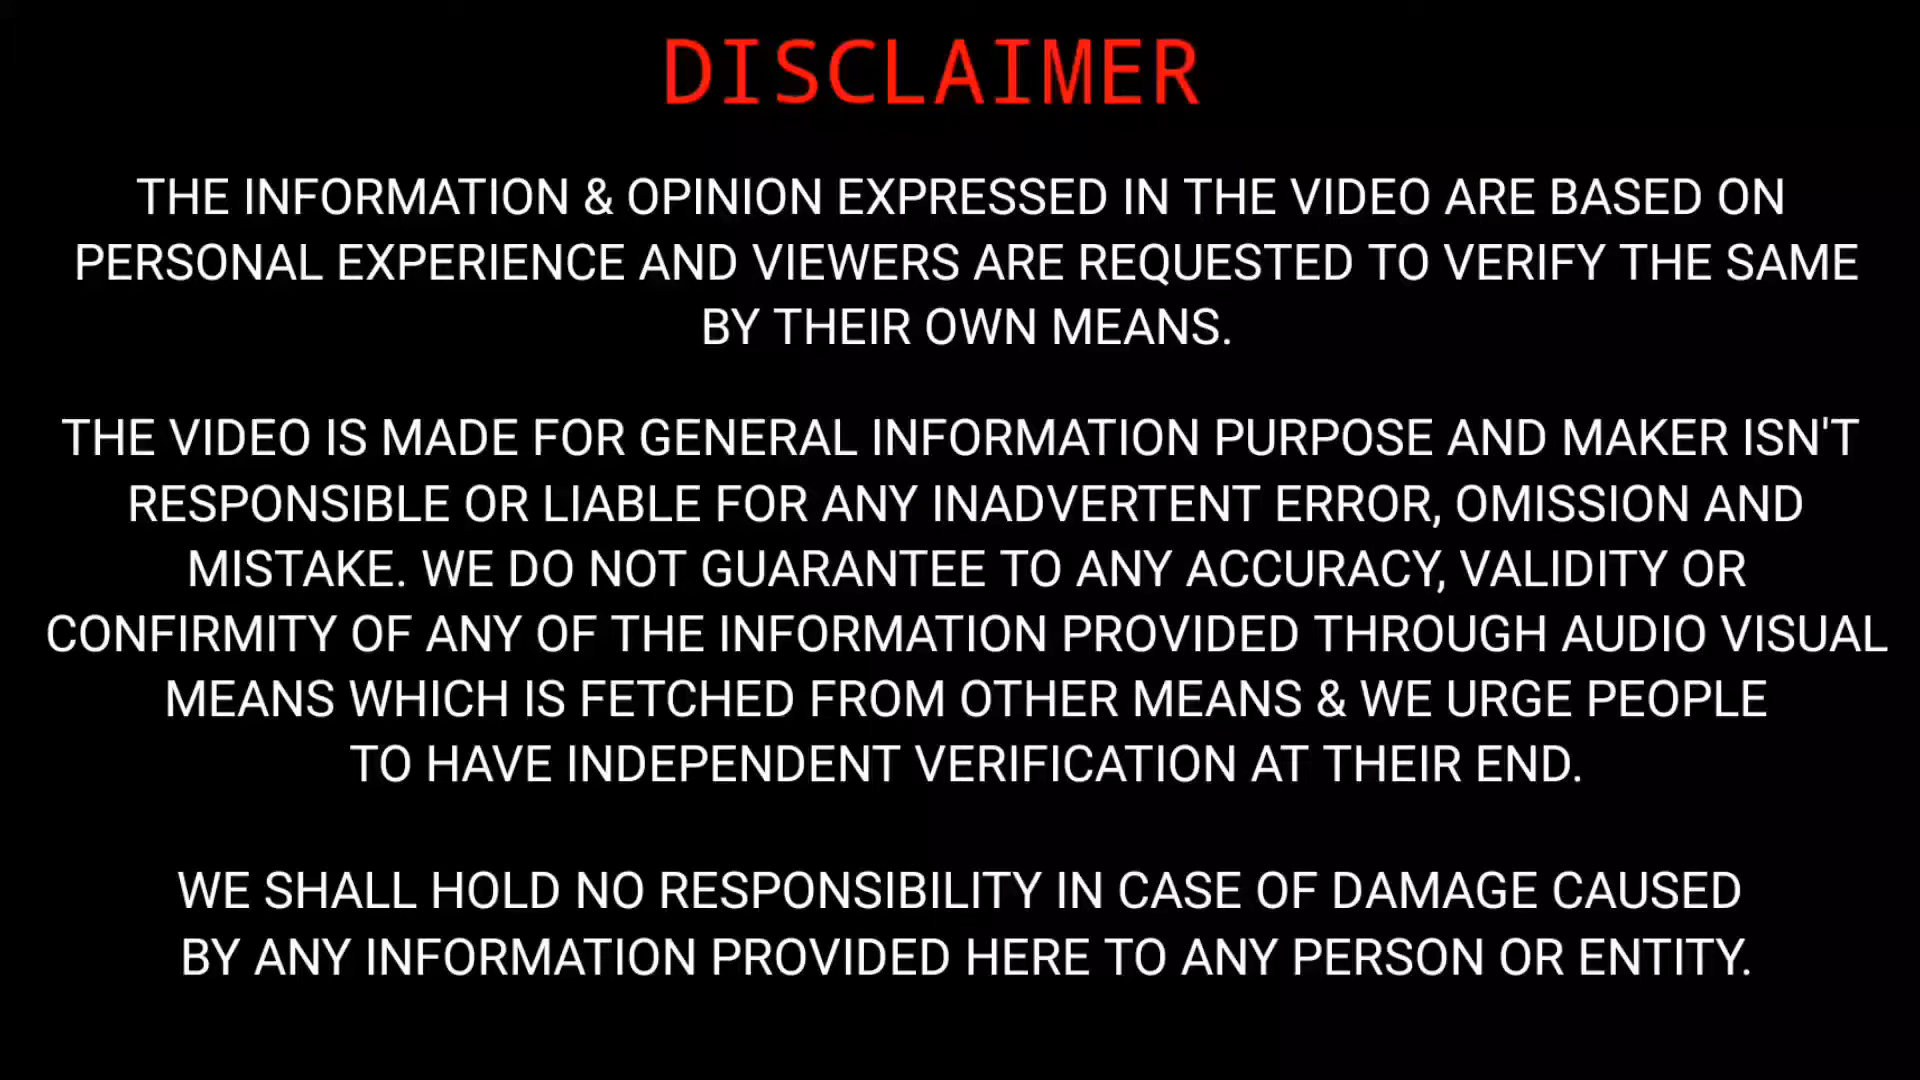 DISCLAIMER
THE INFORMATION & OPINION EXPRESSED IN THE VIDEO ARE BASED ON
PERSONAL EXPERIENCE AND VIEWERS ARE REQUESTED TO VERIFY THE SAME
BY THEIR OWN MEANS.
THE VIDEO IS MADE FOR GENERAL INFORMATION PURPOSE AND MAKER ISN'T
RESPONSIBLE OR LIABLE FOR ANY INADVERTENT ERROR, OMISSION AND
MISTAKE. WE DO NOT GUARANTEE TO ANY ACCURACY, VALIDITY OR
CONFIRMITY OF ANY OF THE INFORMATION PROVIDED THROUGH AUDIO VISUAL
MEANS WHICH IS FETCHED FROM OTHER MEANS & WE URGE PEOPLE
TO HAVE INDEPENDENT VERIFICATION AT THEIR END.
WE SHALL HOLD NO RESPONSIBILITY IN CASE OF DAMAGE CAUSED
BY ANY INFORMATION PROVIDED HERE TO ANY PERSON OR ENTITY.